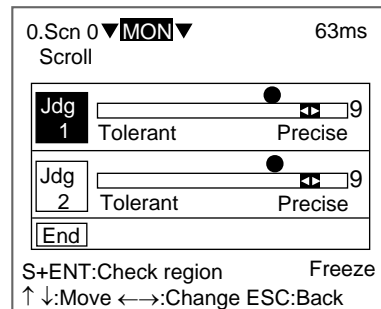 0.Scn 0▼MON▼ 63ms
Scroll
Jdg
1
9
Tolerant Precise
Jdg
2
9
Tolerant Precise
End
S+ENT:Check region Freeze
↑ ↓:Move ←→:Change ESC:Back